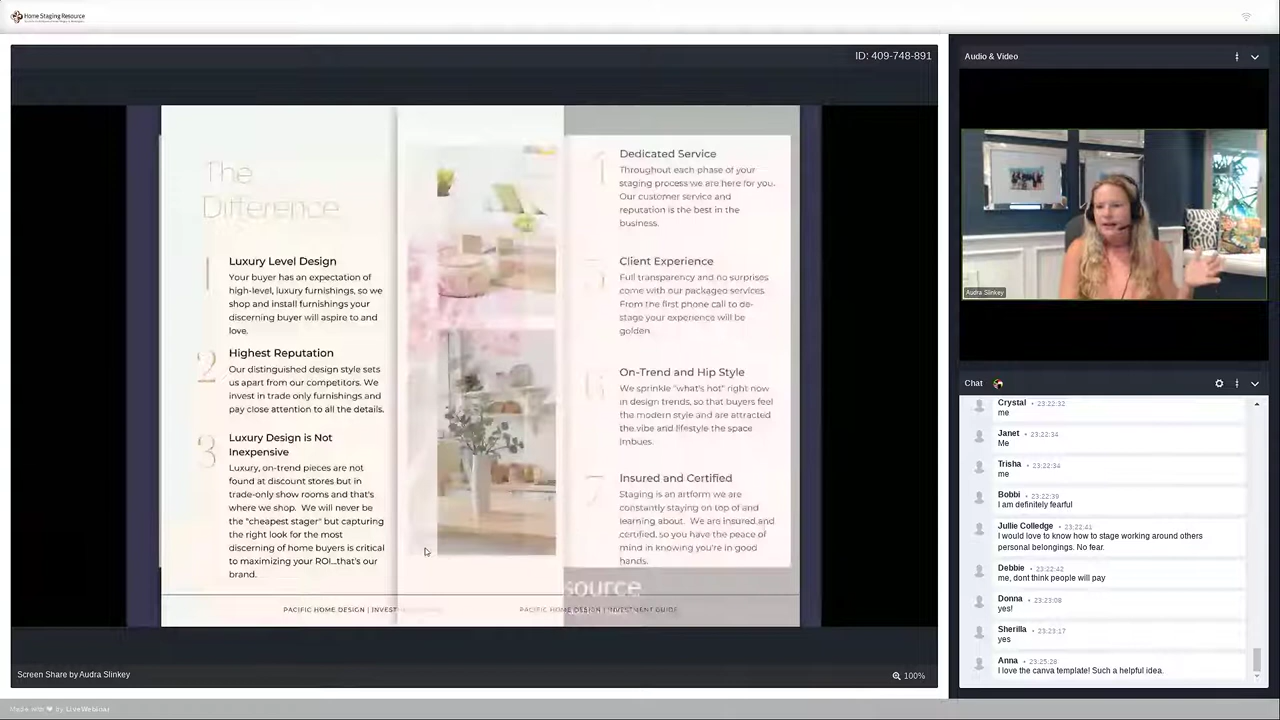 Home Staging Resource
ID: 409-748-891
The
Difference
1
Luxury Level Design
Your buyer has an expectation of
high-level, luxury furnishings, so we
shop and install furnishings your
discerning buyer will aspire to and
love.
2
Highest Reputation
Our distinguished design style sets
us apart from our competitors. We
invest in trade only furnishings and
pay close attention to all the details.
3
Luxury Design is Not
Inexpensive
Luxury, on-trend pieces are not
found at discount stores but in
trade-only show rooms and that's
where we shop. We will never be
the "cheapest stager" but capturing
the right look for the most
discerning of home buyers is critical
to maximizing your ROI...that's our
brand.
PACIFIC HOME DESIGN | INVEST
Dedicated Service
Throughout each phase of your
staging process we are here for you.
Our customer service and
reputation is the best in the
business.
5
Client Experience
Full transparency and no surprises
come with our packaged services.
From the first phone call to de-
stage your experience will be
golden.
6
On-Trend and Hip Style
We sprinkle "what's hot" right now
in design trends, so that buyers feel
the modern style and are attracted
the vibe and lifestyle the space
imbues.
7
Insured and Certified
Staging is an artform we are
constantly staying on top of and
learning about. We are insured and
certified, so you have the peace of
mind in knowing you're in good
hands.
source
PACIFIC HOME DESIGN | INVESTMENT GUIDE
Screen Share by Audra Slinkey
100%
Audio & Video
Audra Slinkey
Chat
Crystal • 23:22:32
me
Janet • 23:22:34
Me
Trisha • 23:22:34
me
Bobbi • 23:22:39
I am definitely fearful
Jullie Colledge • 23:22:41
I would love to know how to stage working around others
personal belongings. No fear.
Debbie • 23:22:42
me, dont think people will pay
Donna • 23:23:08
yes!
Sherilla • 23:23:17
yes
Anna • 23:25:28
I love the canva template! Such a helpful idea.
Made with ❤ by LiveWebinar